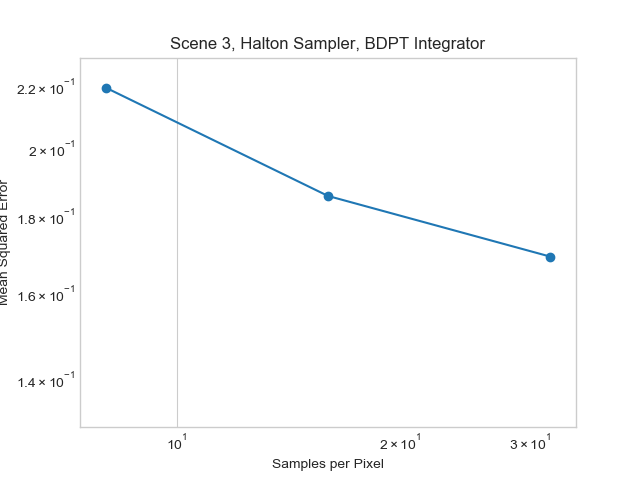 Scene 3, Halton Sampler, BDPT Integrator
2.2 × 10⁻¹
2 × 10⁻¹
1.8 × 10⁻¹
1.6 × 10⁻¹
1.4 × 10⁻¹
Mean Squared Error
10¹
2 × 10¹
3 × 10¹
Samples per Pixel